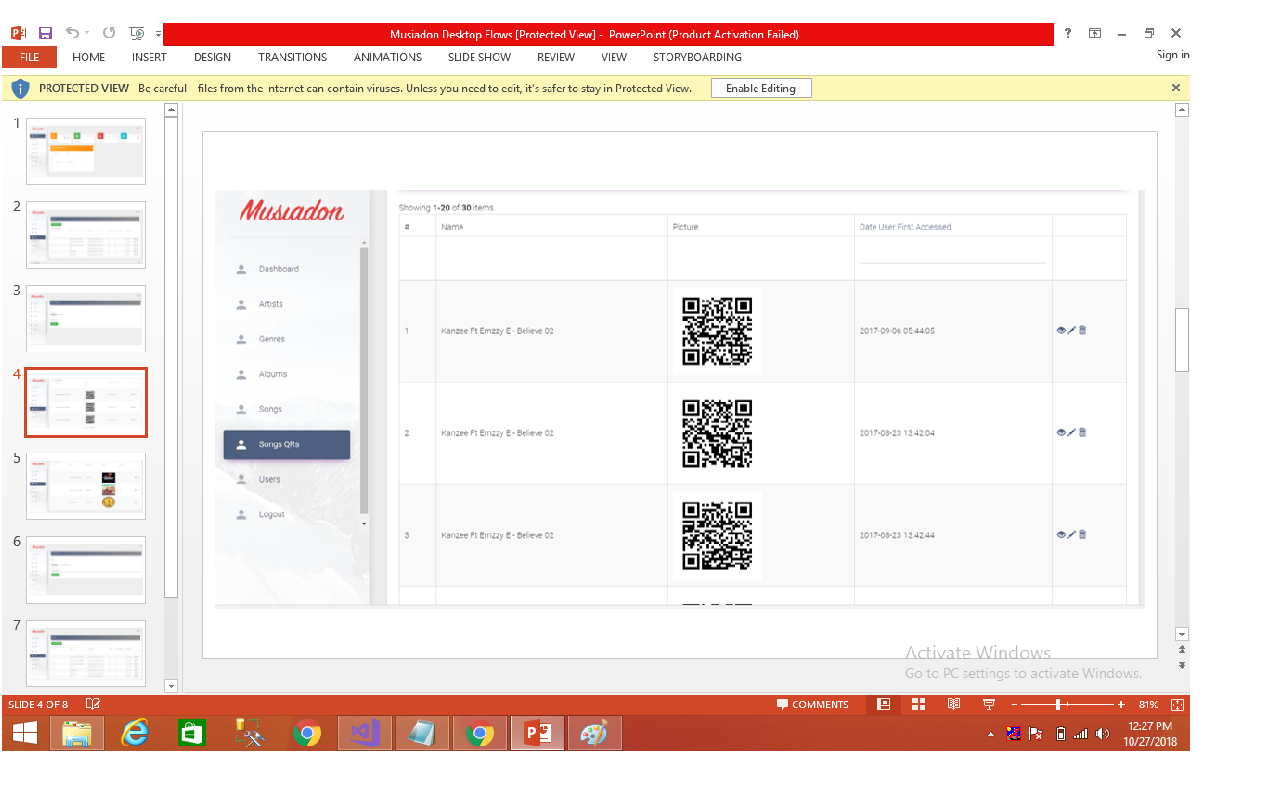 Musiadon Desktop Flows [Protected View] - PowerPoint (Product Activation Failed)
?
FILE HOME INSERT DESIGN TRANSITIONS ANIMATIONS SLIDE SHOW REVIEW VIEW STORYBOARDING Sign in
PROTECTED VIEW Be careful - files from the Internet can contain viruses. Unless you need to edit, it's safer to stay in Protected View. Enable Editing
1
2
3
4
5
6
7
Musiadon
Dashboard
Artists
Genres
Albums
Songs
Songs QRs
Users
Logout
Showing 1-20 of 30 items.
# Name Picture Date User First Accessed
1 Kanzee Ft Emzzy E - Believe 02 2017-09-06 05:44:05
2 Kanzee Ft Emzzy E - Believe 02 2017-08-23 13:42:04
3 Kanzee Ft Emzzy E - Believe 02 2017-08-23 13:42:44
Activate Windows
Go to PC settings to activate Windows.
SLIDE 4 OF 8 COMMENTS 81%
12:27 PM
10/27/2018